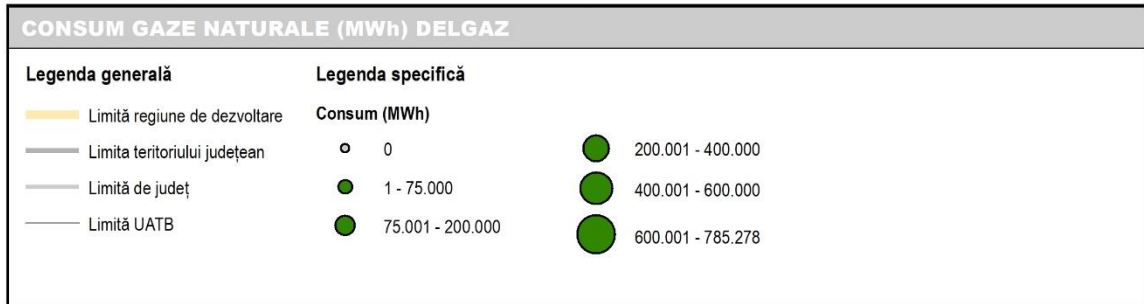 CONSUM GAZE NATURALE (MWh) DELGAZ
Legenda generală
Limită regiune de dezvoltare
Limita teritoriului județean
Limită de județ
Limită UATB
Legenda specifică
Consum (MWh)
0
1 - 75.000
75.001 - 200.000
200.001 - 400.000
400.001 - 600.000
600.001 - 785.278